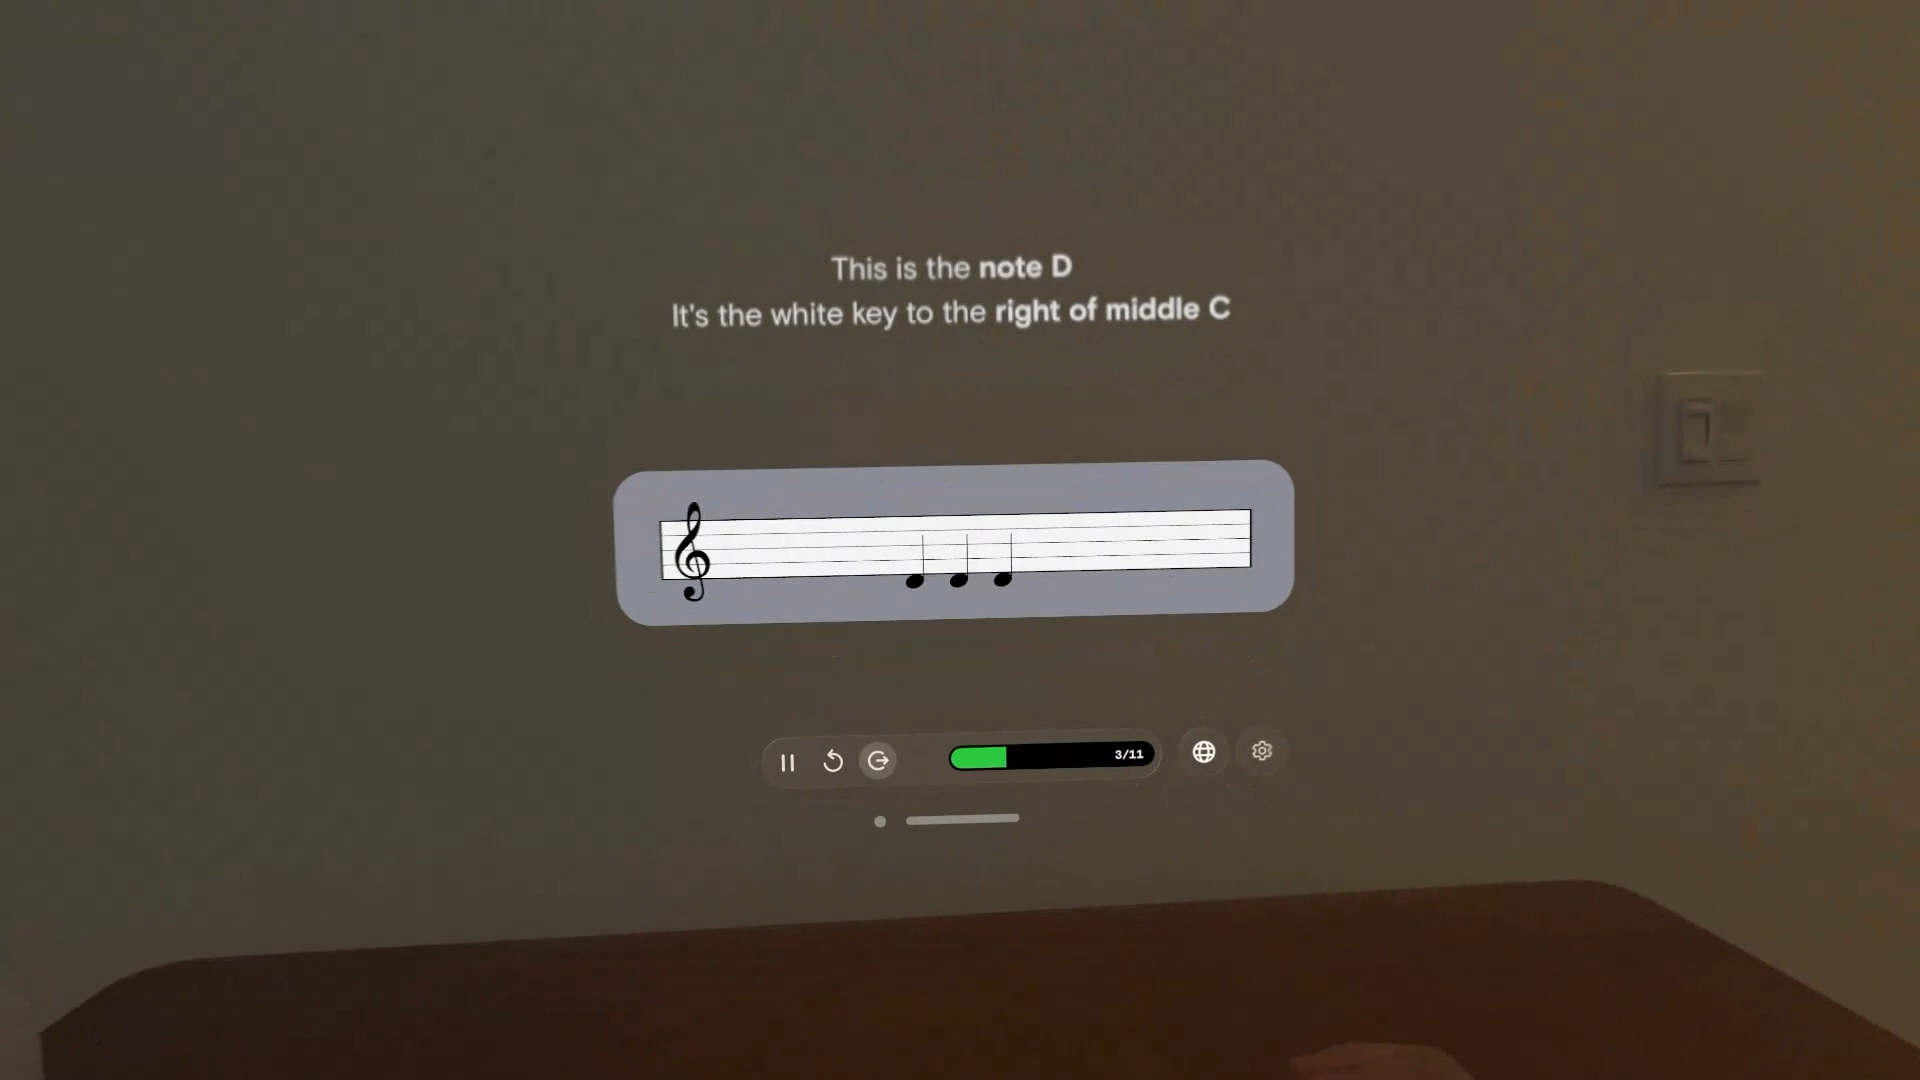 This is the note D
It's the white key to the right of middle C
3/11